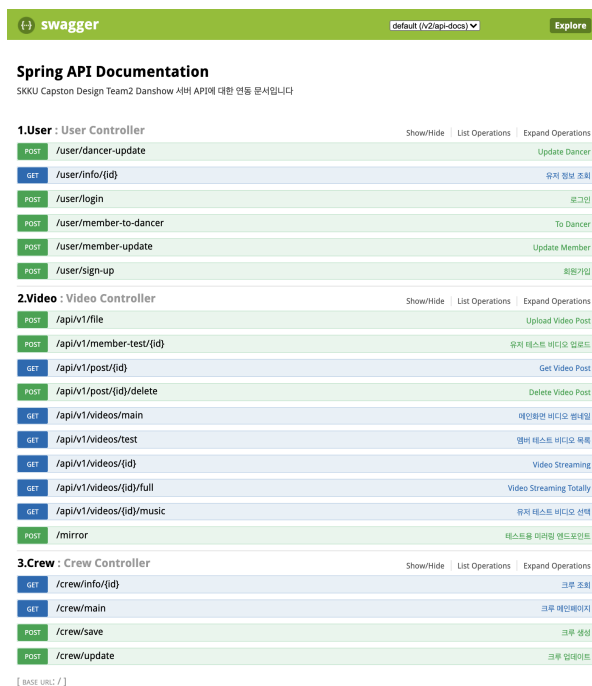 {···} swagger default (/v2/api-docs) Explore
Spring API Documentation
SKKU Capston Design Team2 Danshow 서버 API에 대한 연동 문서입니다
1.User : User Controller Show/Hide List Operations Expand Operations
POST /user/dancer-update Update Dancer
GET /user/info/{id} 유저 정보 조회
POST /user/login 로그인
POST /user/member-to-dancer To Dancer
POST /user/member-update Update Member
POST /user/sign-up 회원가입
2.Video : Video Controller Show/Hide List Operations Expand Operations
POST /api/v1/file Upload Video Post
POST /api/v1/member-test/{id} 유저 테스트 비디오 업로드
GET /api/v1/post/{id} Get Video Post
POST /api/v1/post/{id}/delete Delete Video Post
GET /api/v1/videos/main 메인화면 비디오 썸네일
GET /api/v1/videos/test 멤버 테스트 비디오 목록
GET /api/v1/videos/{id} Video Streaming
GET /api/v1/videos/{id}/full Video Streaming Totally
GET /api/v1/videos/{id}/music 유저 테스트 비디오 선택
POST /mirror 테스트용 미러링 엔드포인트
3.Crew : Crew Controller Show/Hide List Operations Expand Operations
GET /crew/info/{id} 크루 조회
GET /crew/main 크루 메인페이지
POST /crew/save 크루 생성
POST /crew/update 크루 업데이트
[ BASE URL: / ]